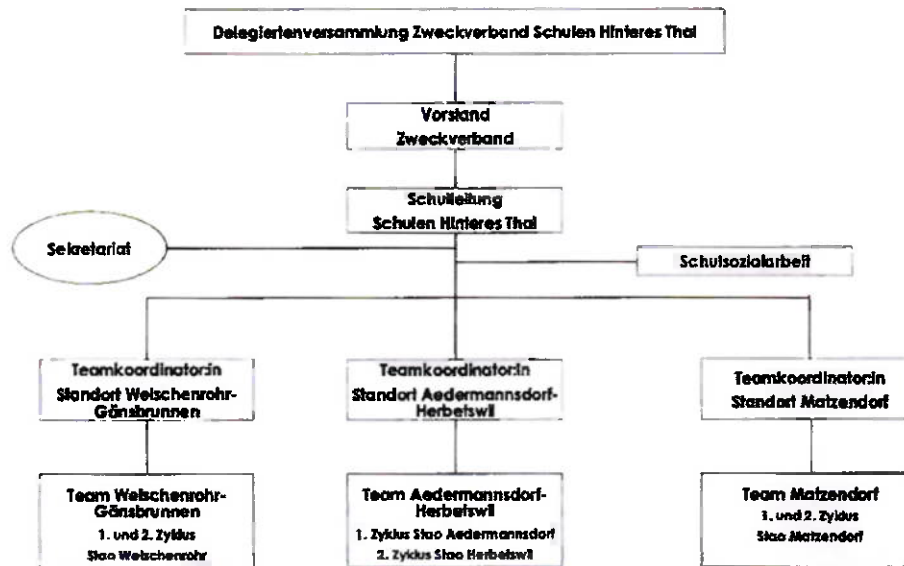 Delegiertenversammlung Zweckverband Schulen Hinteres Thal
Vorstand
Zweckverband
Schulleitung
Schulen Hinteres Thal
Sekretariat
Schulsozialarbeit
Teamkoordinator:in
Standort Welschenrohr-
Gänsbrunnen
Teamkoordinator:in
Standort Aedermannsdorf-
Herbetswil
Teamkoordinator:in
Standort Matzendorf
Team Welschenrohr-
Gänsbrunnen
1. und 2. Zyklus
Stao Welschenrohr
Team Aedermannsdorf-
Herbetswil
1. Zyklus Stao Aedermannsdorf
2. Zyklus Stao Herbetswil
Team Matzendorf
1. und 2. Zyklus
Stao Matzendorf